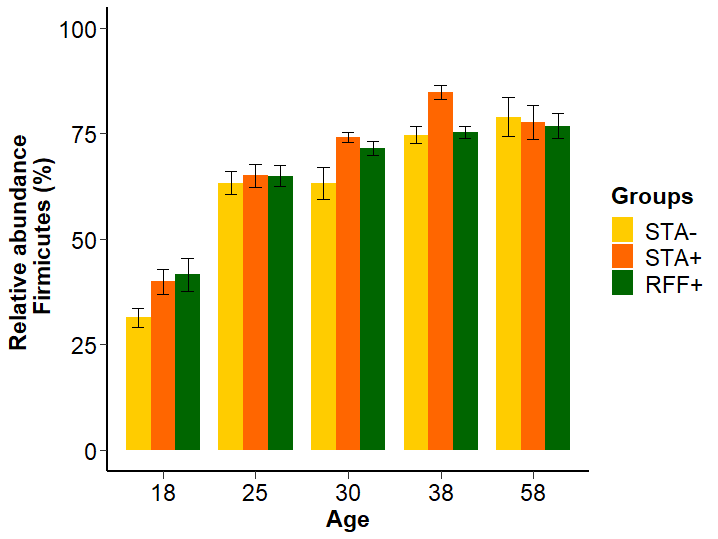 Relative abundance
Firmicutes (%)
100
75
50
25
0
18 25 30 38 58
Age
Groups
STA-
STA+
RFF+